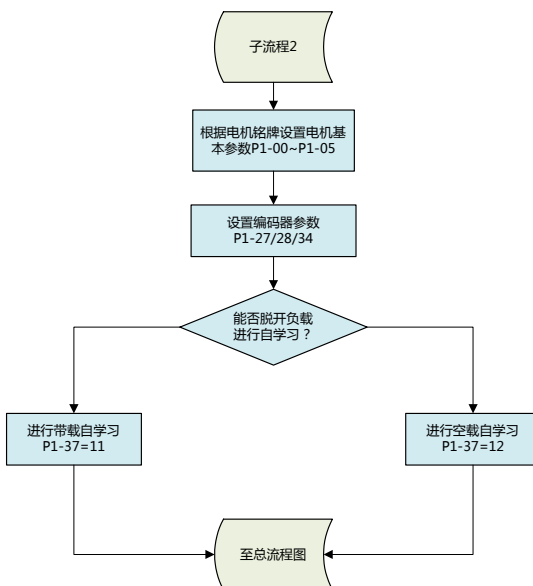 子流程2
根据电机铭牌设置电机基
本参数P1-00~P1-05
设置编码器参数
P1-27/28/34
能否脱开负载
进行自学习？
进行带载自学习
P1-37=11
进行空载自学习
P1-37=12
至总流程图